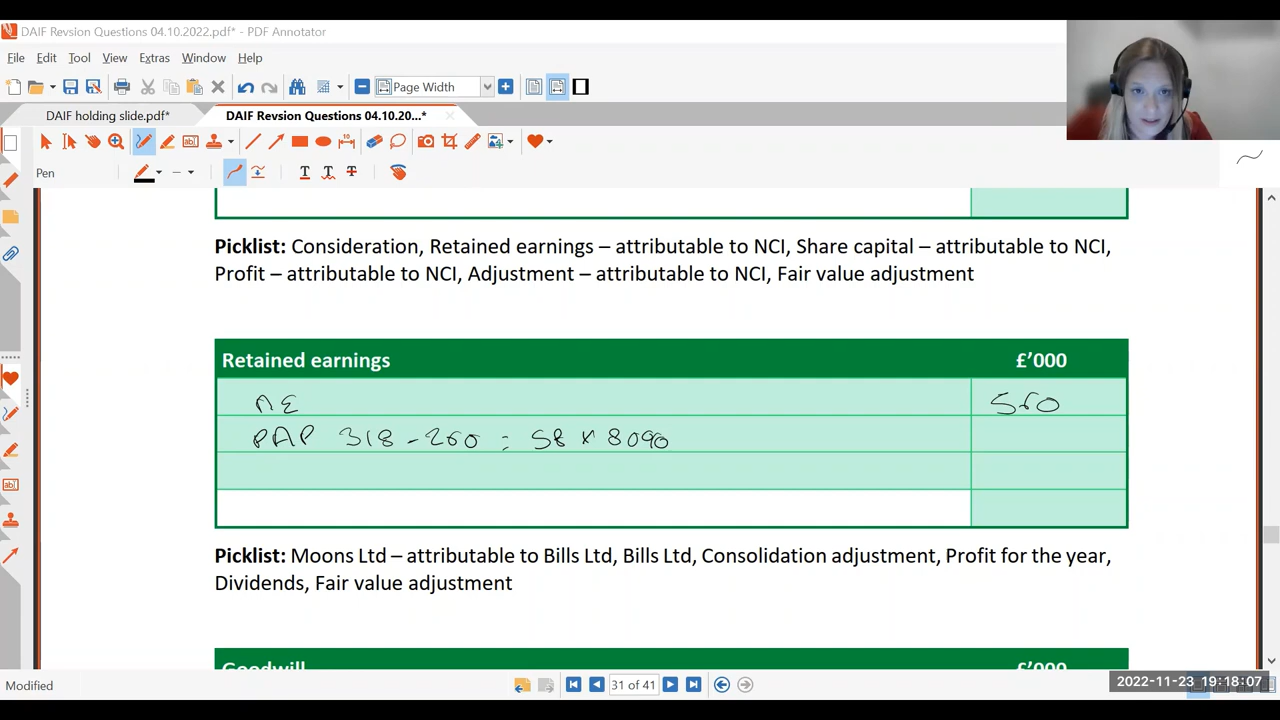 DAIF Revsion Questions 04.10.2022.pdf* - PDF Annotator
File Edit Tool View Extras Window Help
Page Width
DAIF holding slide.pdf*
DAIF Revsion Questions 04.10.20...*
Pen
Picklist: Consideration, Retained earnings – attributable to NCI, Share capital – attributable to NCI,
Profit – attributable to NCI, Adjustment – attributable to NCI, Fair value adjustment
Retained earnings £’000
RE 560
PAP 318 - 260 = 58 × 80%
Picklist: Moons Ltd – attributable to Bills Ltd, Bills Ltd, Consolidation adjustment, Profit for the year,
Dividends, Fair value adjustment
Goodwill £’000
Modified
31 of 41
2022-11-23 19:18:07